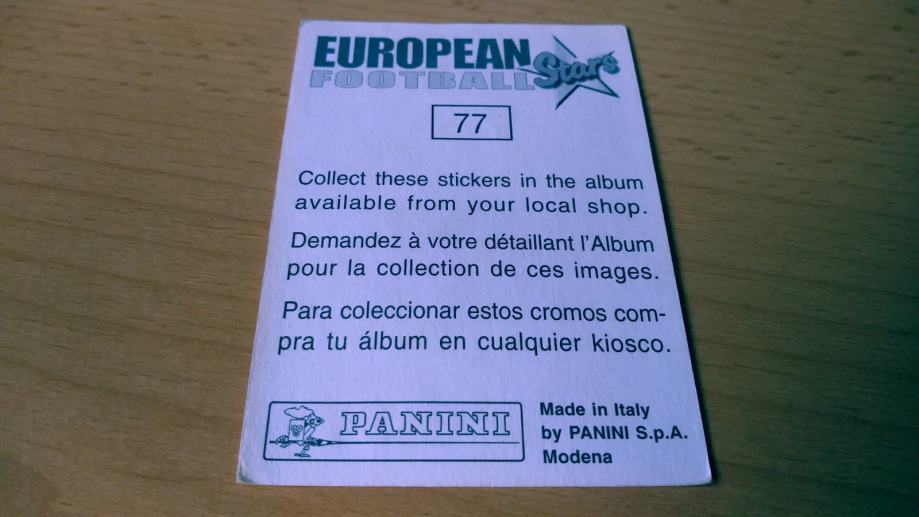 EUROPEAN
FOOTBALL Stars
77
Collect these stickers in the album
available from your local shop.
Demandez à votre détaillant l'Album
pour la collection de ces images.
Para coleccionar estos cromos com-
pra tu álbum en cualquier kiosco.
PANINI
Made in Italy
by PANINI S.p.A.
Modena